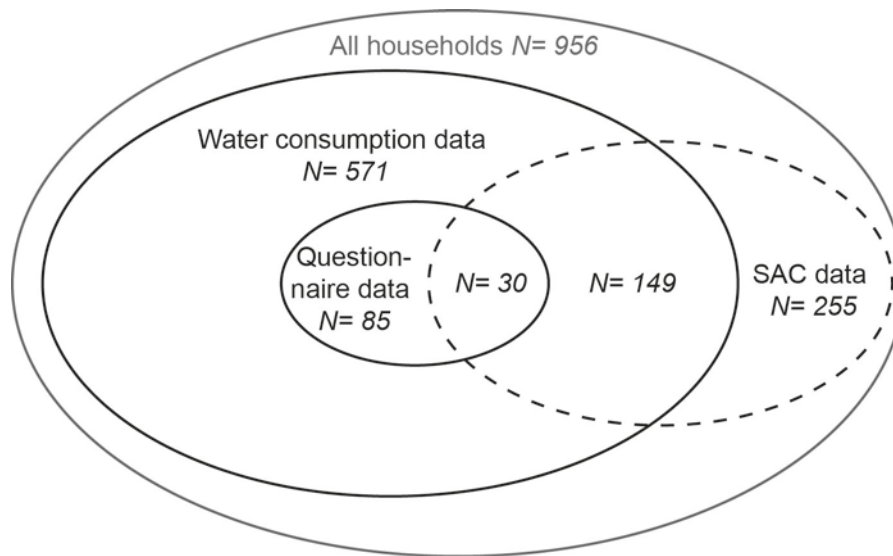 All households N= 956
Water consumption data
N= 571
Question-
naire data
N= 85
N= 30
N= 149
SAC data
N= 255